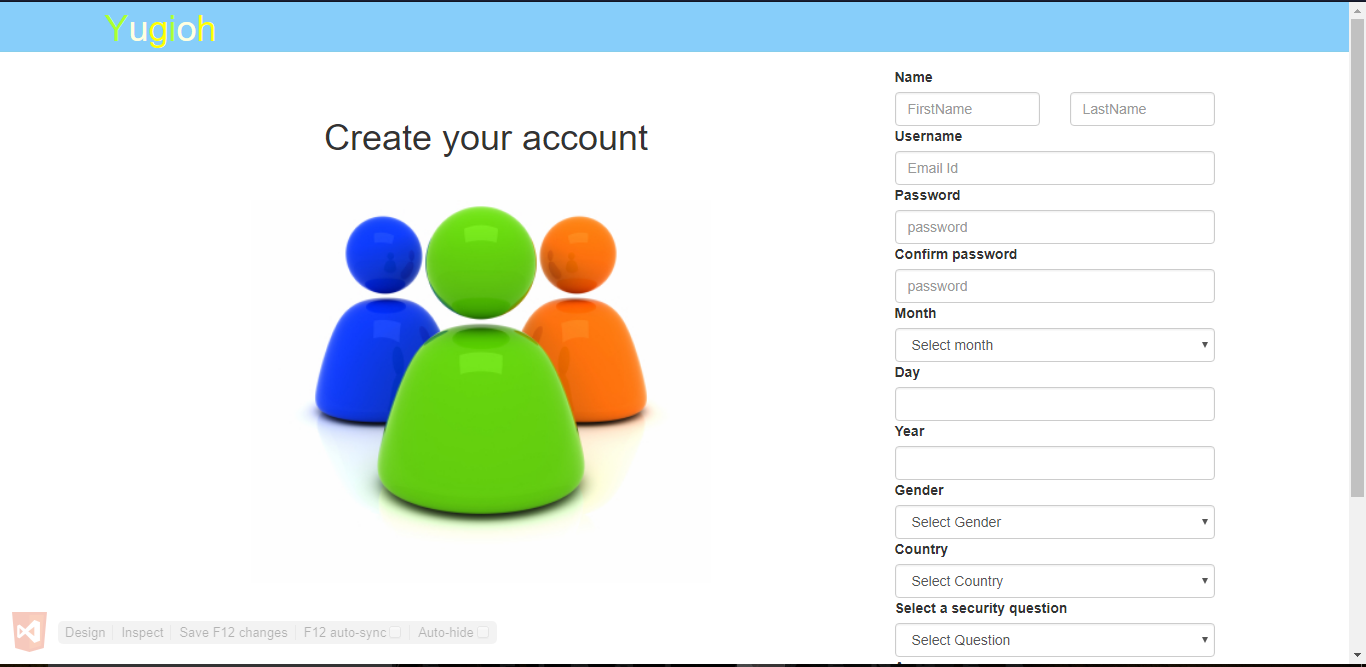 Yugioh
Create your account
Name
FirstName LastName
Username
Email Id
Password
password
Confirm password
password
Month
Select month
Day
Year
Gender
Select Gender
Country
Select Country
Select a security question
Select Question
Design Inspect Save F12 changes F12 auto-sync Auto-hide